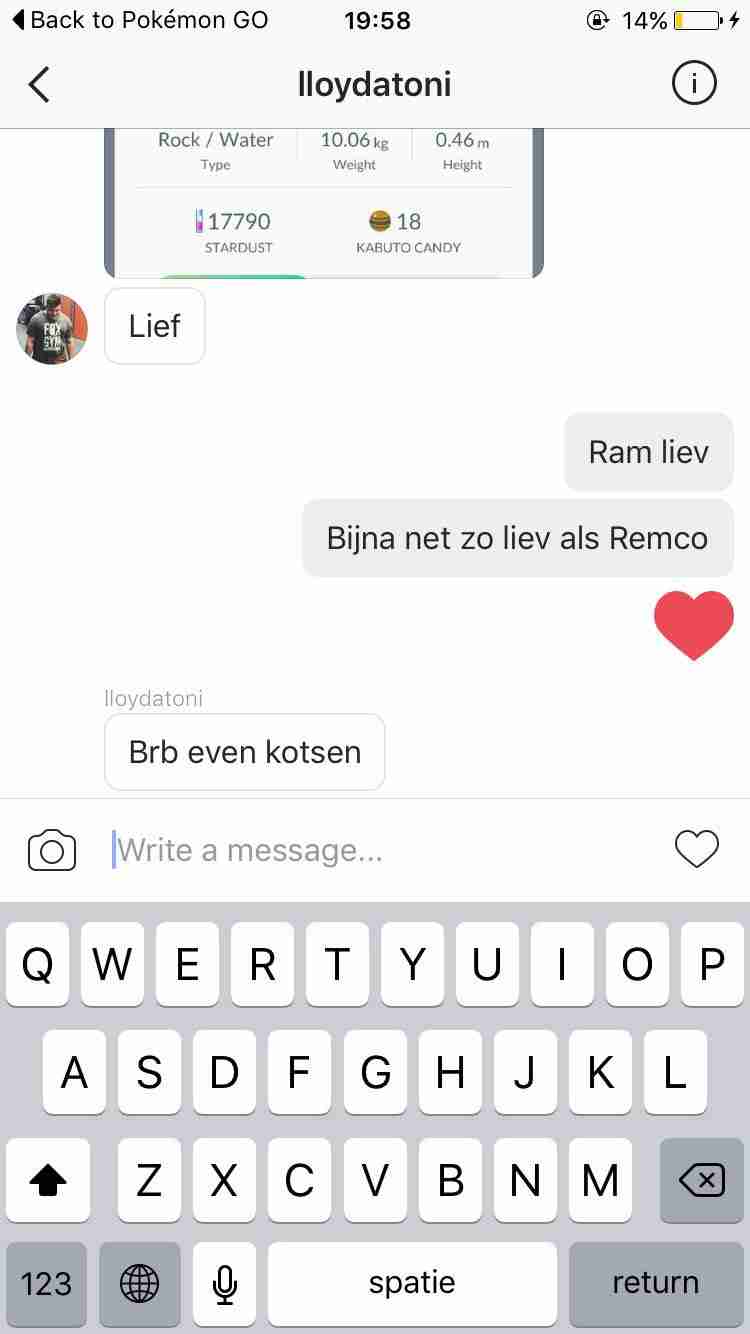 Back to Pokémon GO 19:58 14%
lloydatoni
Rock / Water 10.06 kg 0.46 m
Type Weight Height
17790 18
STARDUST KABUTO CANDY
FOX
GYM
Lief
Ram liev
Bijna net zo liev als Remco
lloydatoni
Brb even kotsen
Write a message...
Q W E R T Y U I O P
A S D F G H J K L
Z X C V B N M
123 spatie return